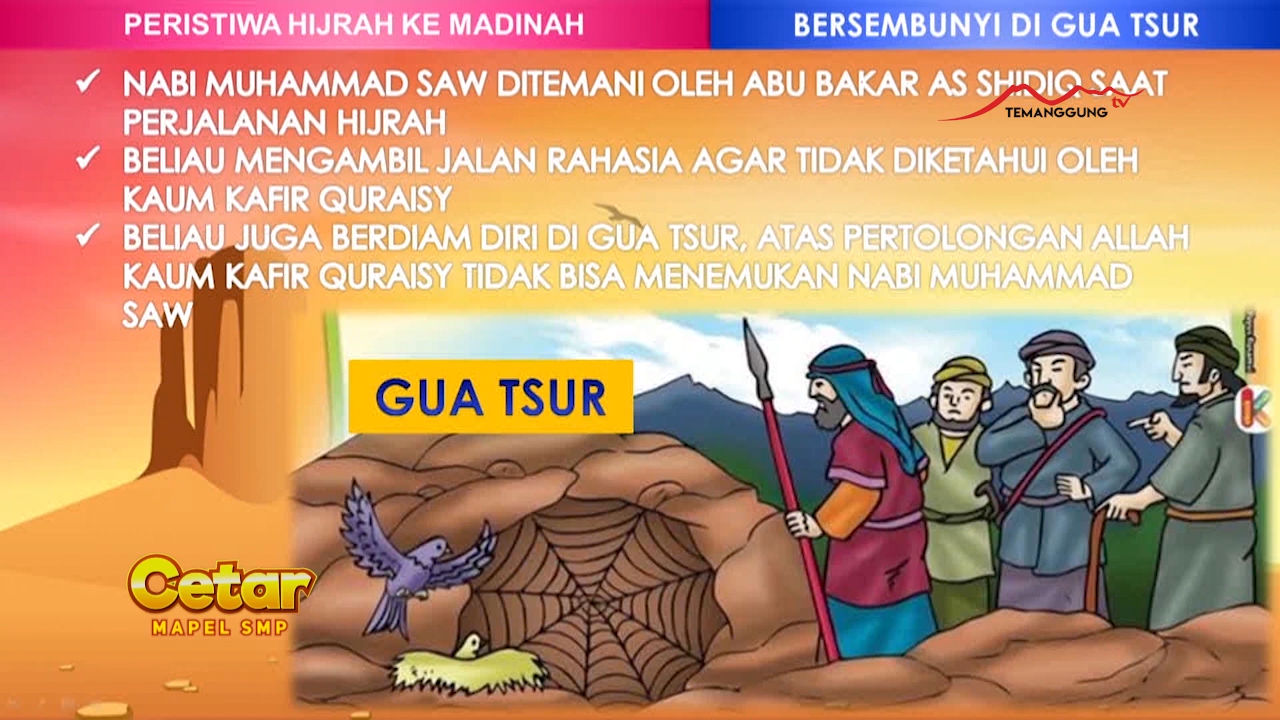 PERISTIWA HIJRAH KE MADINAH
BERSEMBUNYI DI GUA TSUR
NABI MUHAMMAD SAW DITEMANI OLEH ABU BAKAR AS SHIDIQ SAAT
PERJALANAN HIJRAH
BELIAU MENGAMBIL JALAN RAHASIA AGAR TIDAK DIKETAHUI OLEH
KAUM KAFIR QURAISY
BELIAU JUGA BERDIAM DIRI DI GUA TSUR, ATAS PERTOLONGAN ALLAH
KAUM KAFIR QURAISY TIDAK BISA MENEMUKAN NABI MUHAMMAD
SAW
TEMANGGUNG tv
GUA TSUR
Cetar
MAPEL SMP